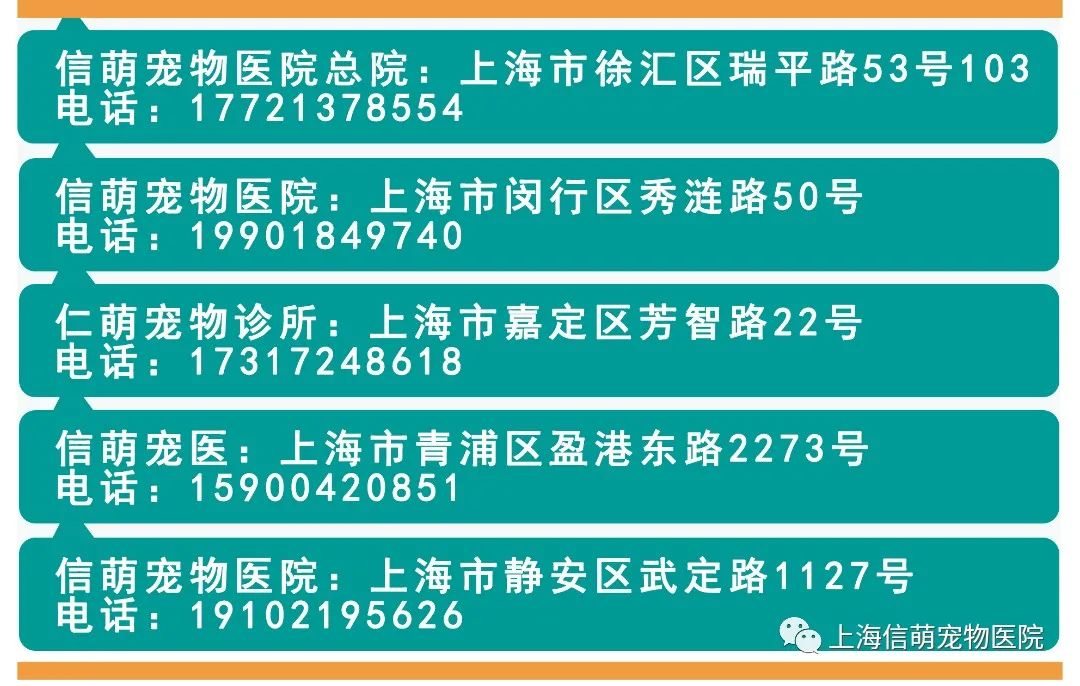 信萌宠物医院总院：上海市徐汇区瑞平路53号103
电话：17721378554
信萌宠物医院：上海市闵行区秀涟路50号
电话：19901849740
仁萌宠物诊所：上海市嘉定区芳智路22号
电话：17317248618
信萌宠医：上海市青浦区盈港东路2273号
电话：15900420851
信萌宠物医院：上海市静安区武定路1127号
电话：19102195626
上海信萌宠物医院